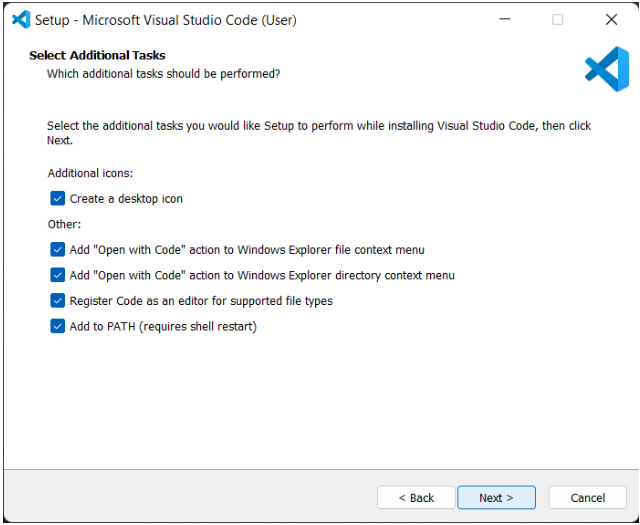 Setup - Microsoft Visual Studio Code (User)
Select Additional Tasks
Which additional tasks should be performed?
Select the additional tasks you would like Setup to perform while installing Visual Studio Code, then click
Next.
Additional icons:
Create a desktop icon
Other:
Add "Open with Code" action to Windows Explorer file context menu
Add "Open with Code" action to Windows Explorer directory context menu
Register Code as an editor for supported file types
Add to PATH (requires shell restart)
< Back Next > Cancel